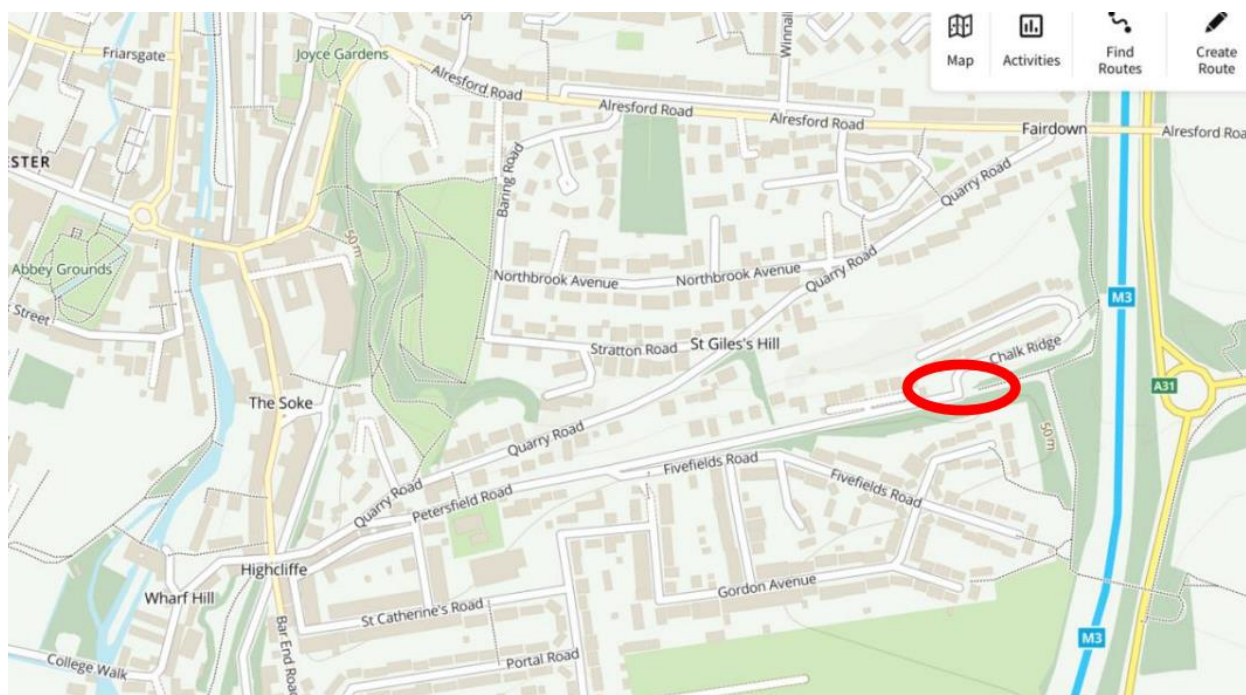 Friarsgate
Joyce Gardens
S
Winnall
Map
Activities
Find
Routes
Create
Route
Alresford Road
Alresford Road
Alresford Road
Fairdown
Alresford Roa
STER
Baring Road
Quarry Road
50 m
Abbey Grounds
Northbrook Avenue
Northbrook Avenue
Quarry Road
M3
Street
Stratton Road
St Giles's Hill
Chalk Ridge
A31
The Soke
Quarry Road
50 m
Fivefields Road
Fivefields Road
Quarry Road
Petersfield Road
Highcliffe
Wharf Hill
Gordon Avenue
St Catherine's Road
Bar End Road
M3
Portal Road
College Walk